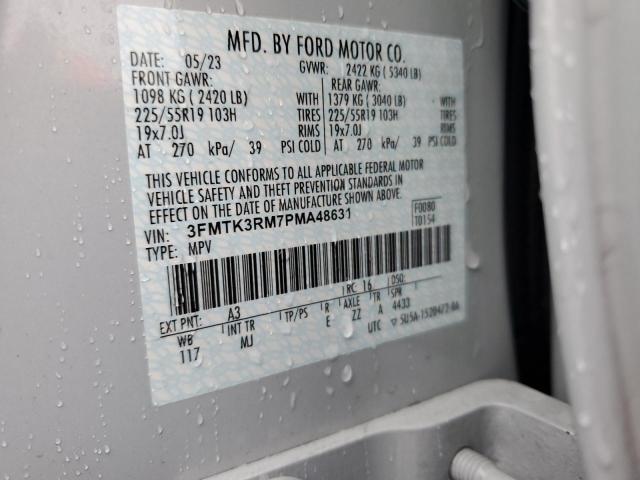 MFD. BY FORD MOTOR CO.
DATE: 05/23 GVWR: 2422 KG ( 5340 LB)
FRONT GAWR: REAR GAWR:
1098 KG ( 2420 LB) WITH 1379 KG ( 3040 LB) WITH
225/55R19 103H TIRES 225/55R19 103H TIRES
19x7.0J RIMS 19x7.0J RIMS
AT 270 kPa/ 39 PSI COLD AT 270 kPa/ 39 PSI COLD
THIS VEHICLE CONFORMS TO ALL APPLICABLE FEDERAL MOTOR
VEHICLE SAFETY AND THEFT PREVENTION STANDARDS IN
EFFECT ON THE DATE OF MANUFACTURE SHOWN ABOVE.
VIN: 3FMTK3RM7PMA48631 F0080
TYPE: MPV T0154
EXT PNT: A3 RC: 16 DSO:
WB INT TR TP/PS R AXLE TR SPR
117 MJ E ZZ A 4433
UTC ▽ 5U5A-1520472-BA